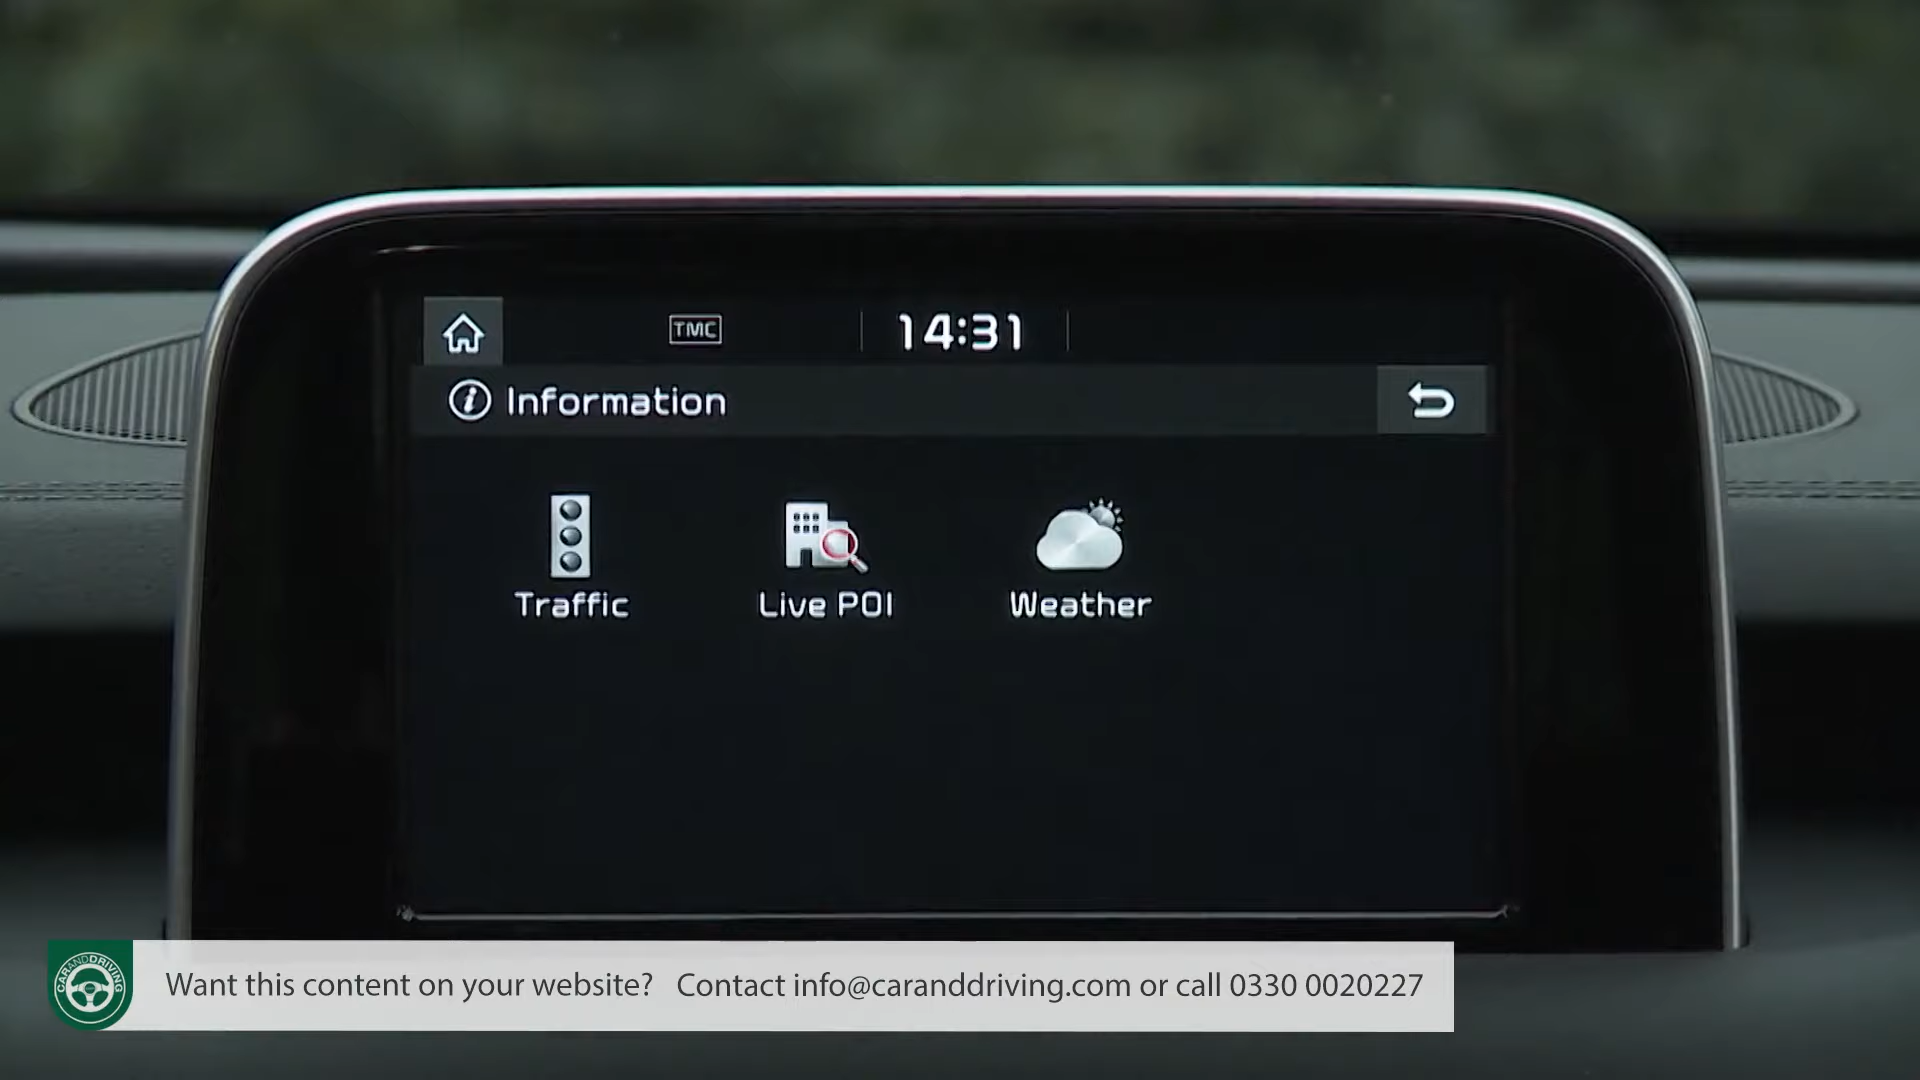 TMC
14:31
Information
Traffic
Live POI
Weather
CARANDDRIVING
Want this content on your website? Contact info@caranddriving.com or call 0330 0020227